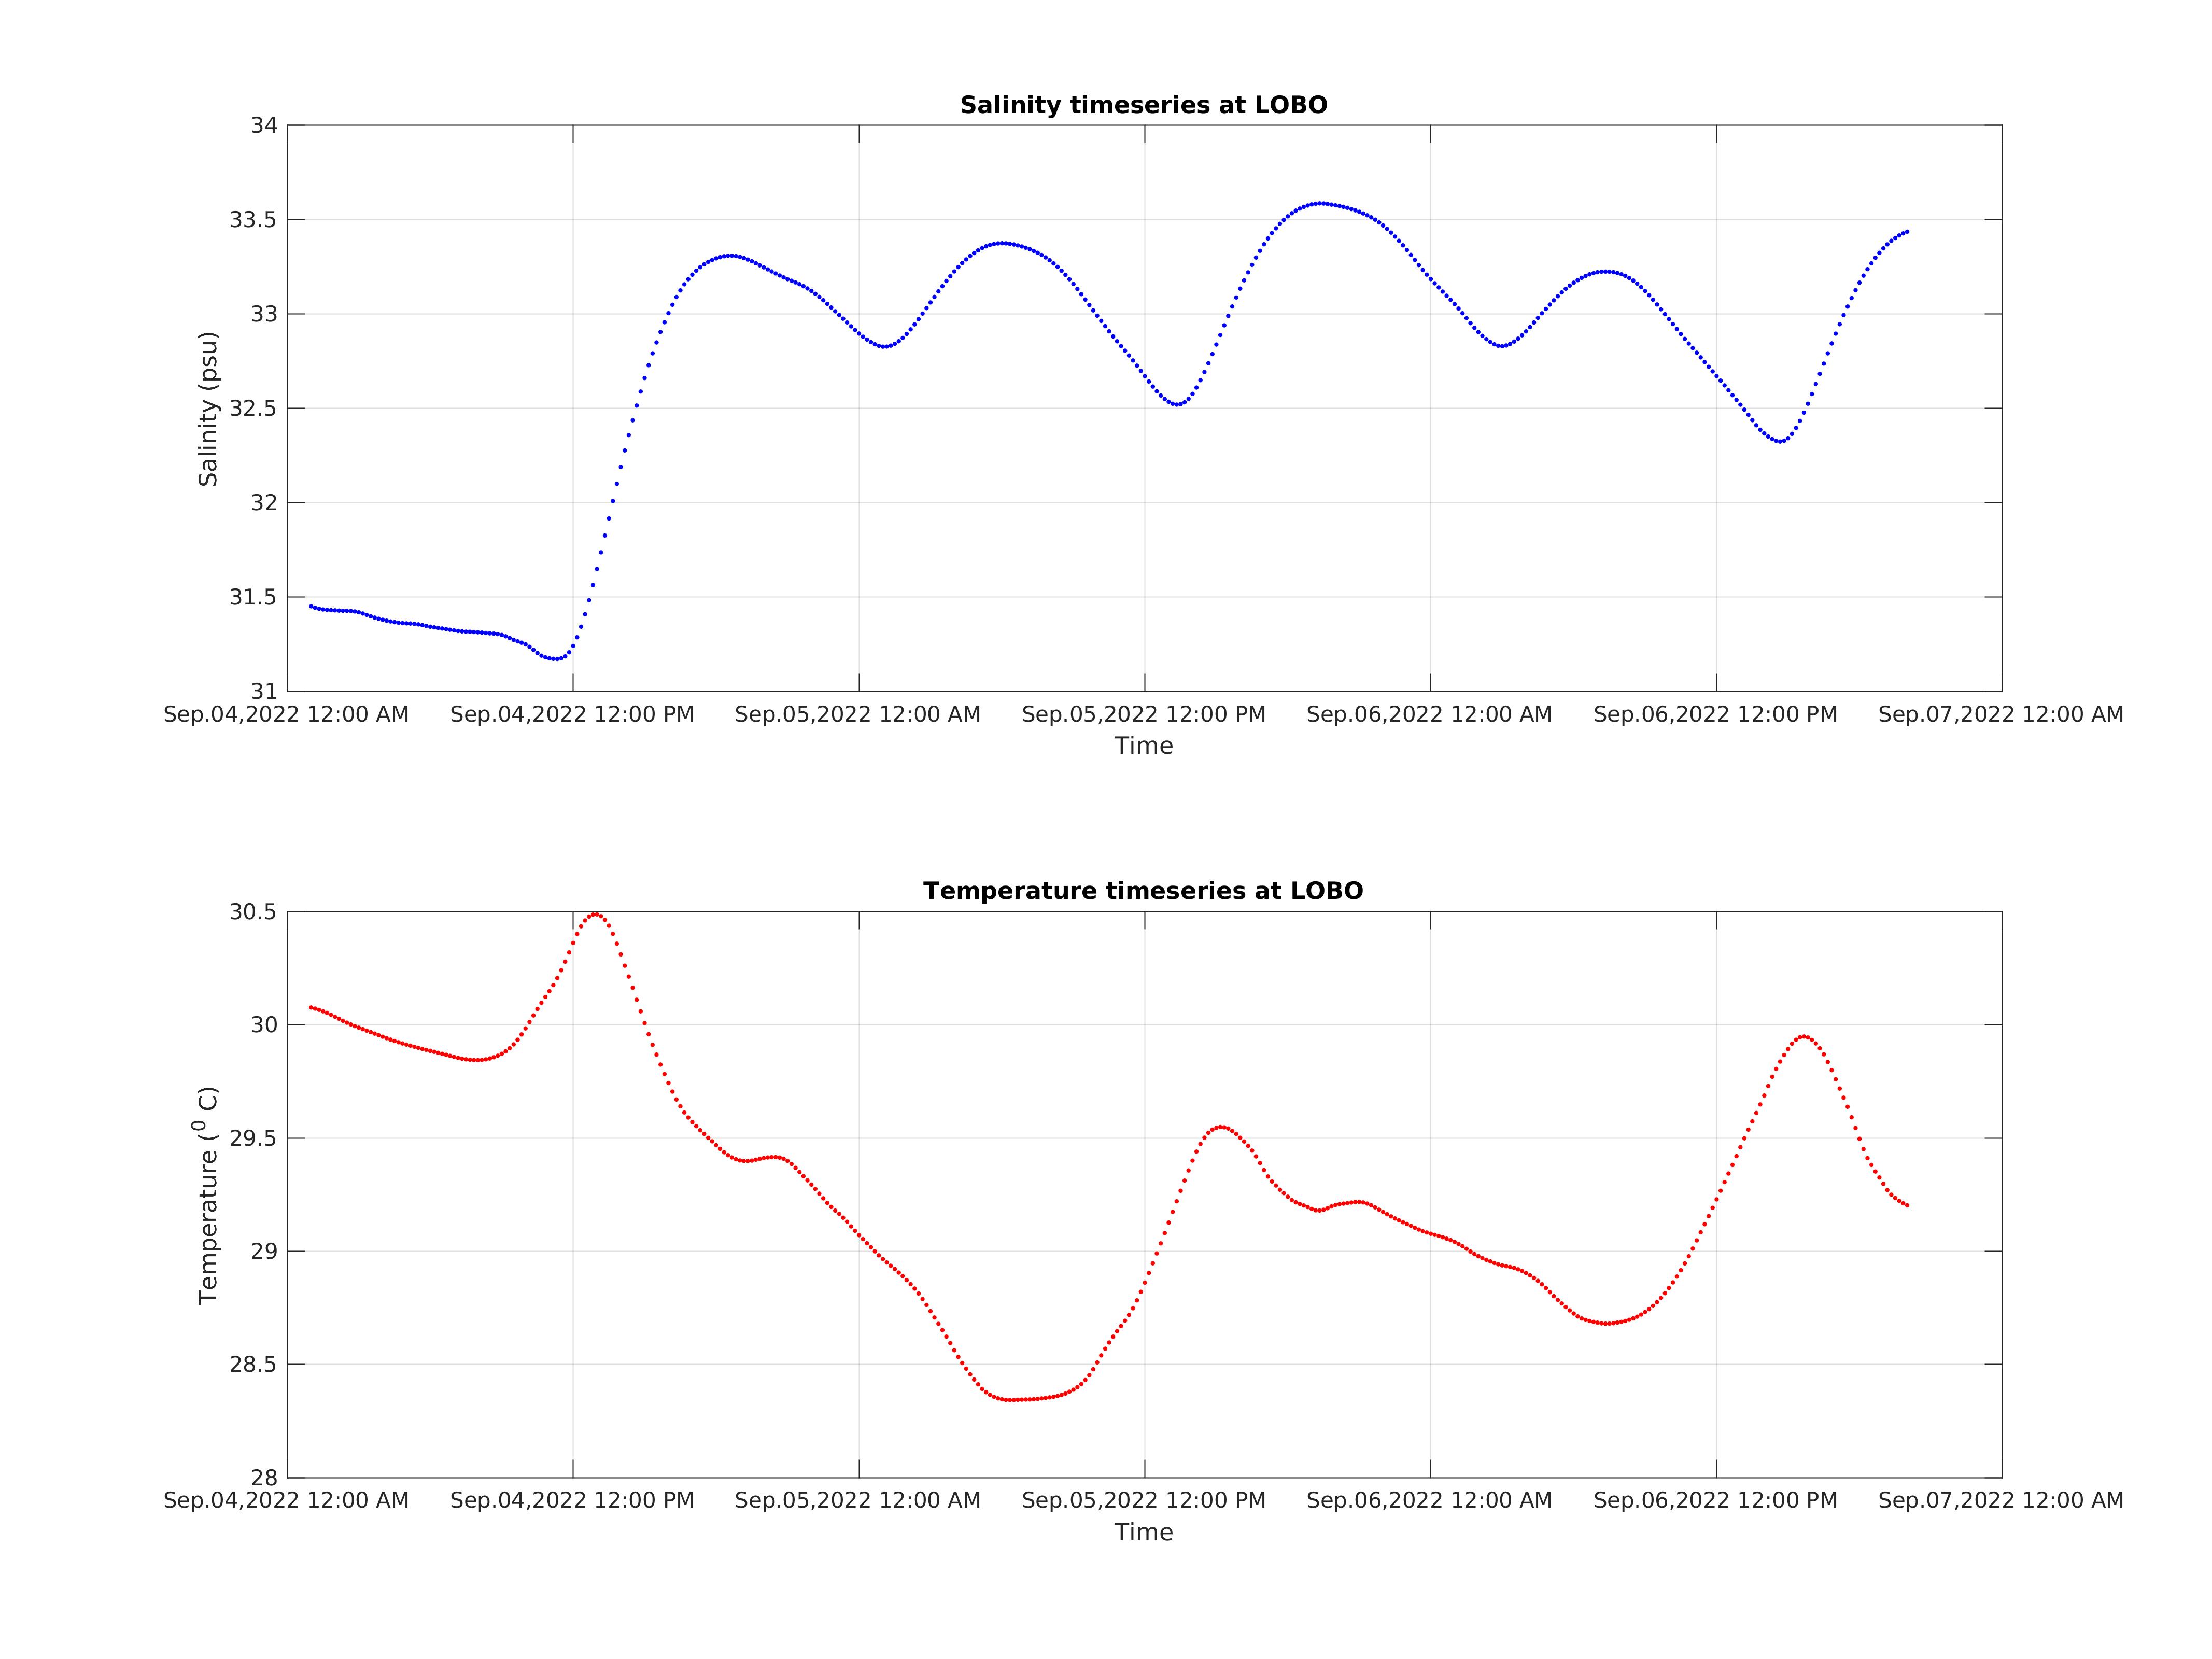 Salinity timeseries at LOBO
34
33.5
33
32.5
32
31.5
31
Salinity (psu)
Sep.04,2022 12:00 AM Sep.04,2022 12:00 PM Sep.05,2022 12:00 AM Sep.05,2022 12:00 PM Sep.06,2022 12:00 AM Sep.06,2022 12:00 PM Sep.07,2022 12:00 AM
Time
Temperature timeseries at LOBO
30.5
30
29.5
29
28.5
28
Temperature (⁰ C)
Sep.04,2022 12:00 AM Sep.04,2022 12:00 PM Sep.05,2022 12:00 AM Sep.05,2022 12:00 PM Sep.06,2022 12:00 AM Sep.06,2022 12:00 PM Sep.07,2022 12:00 AM
Time